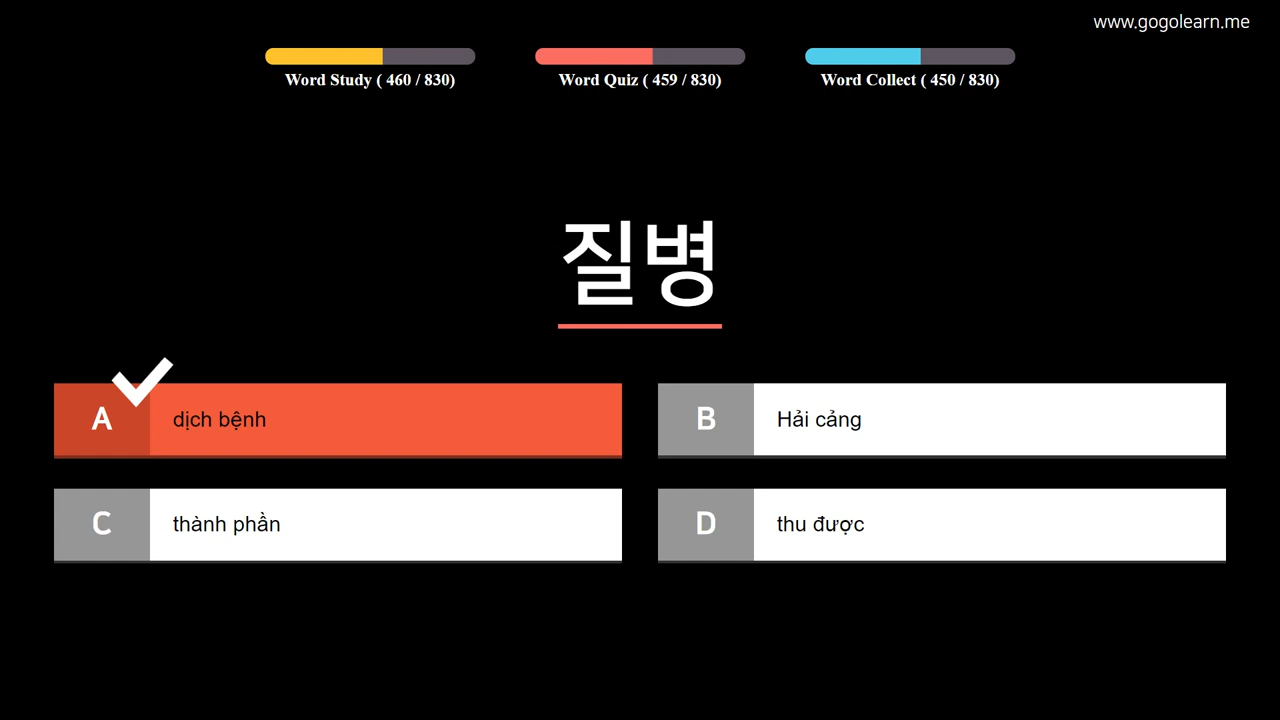 www.gogolearn.me
Word Study ( 460 / 830)
Word Quiz ( 459 / 830)
Word Collect ( 450 / 830)
질병
A dịch bệnh
B Hải cảng
C thành phần
D thu được